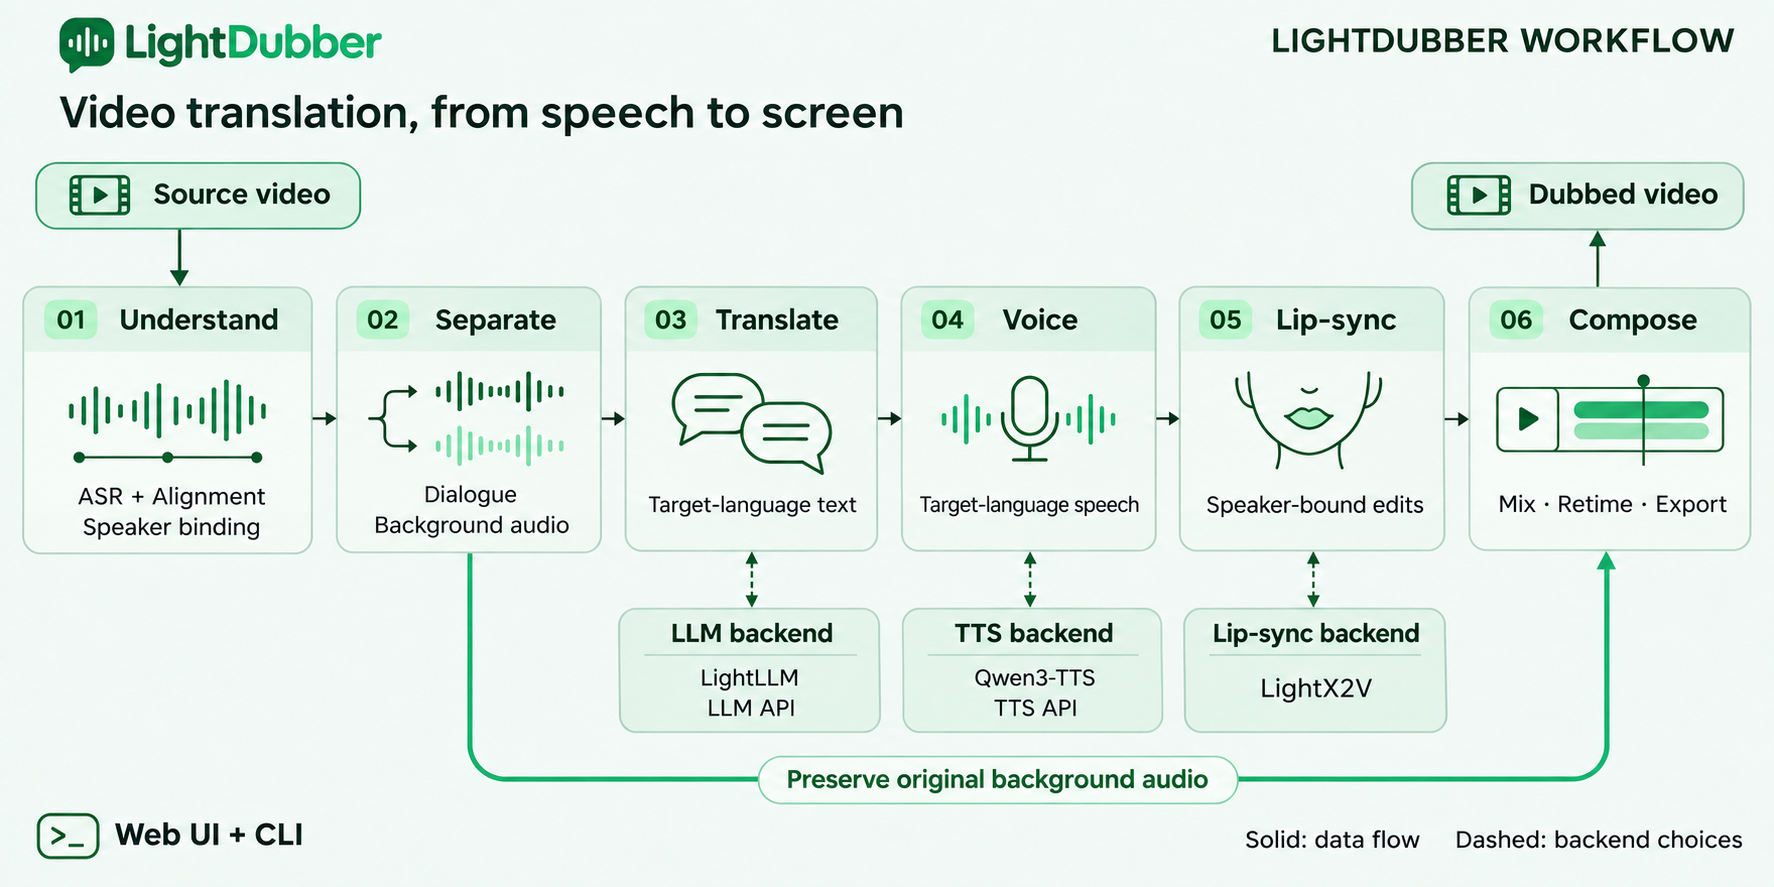 LightDubber
LIGHTDUBBER WORKFLOW
Video translation, from speech to screen
Source video
Dubbed video
01 Understand
ASR + Alignment
Speaker binding
02 Separate
Dialogue
Background audio
03 Translate
Target-language text
04 Voice
Target-language speech
05 Lip-sync
Speaker-bound edits
06 Compose
Mix · Retime · Export
LLM backend
LightLLM
LLM API
TTS backend
Qwen3-TTS
TTS API
Lip-sync backend
LightX2V
Preserve original background audio
>_ Web UI + CLI
Solid: data flow Dashed: backend choices